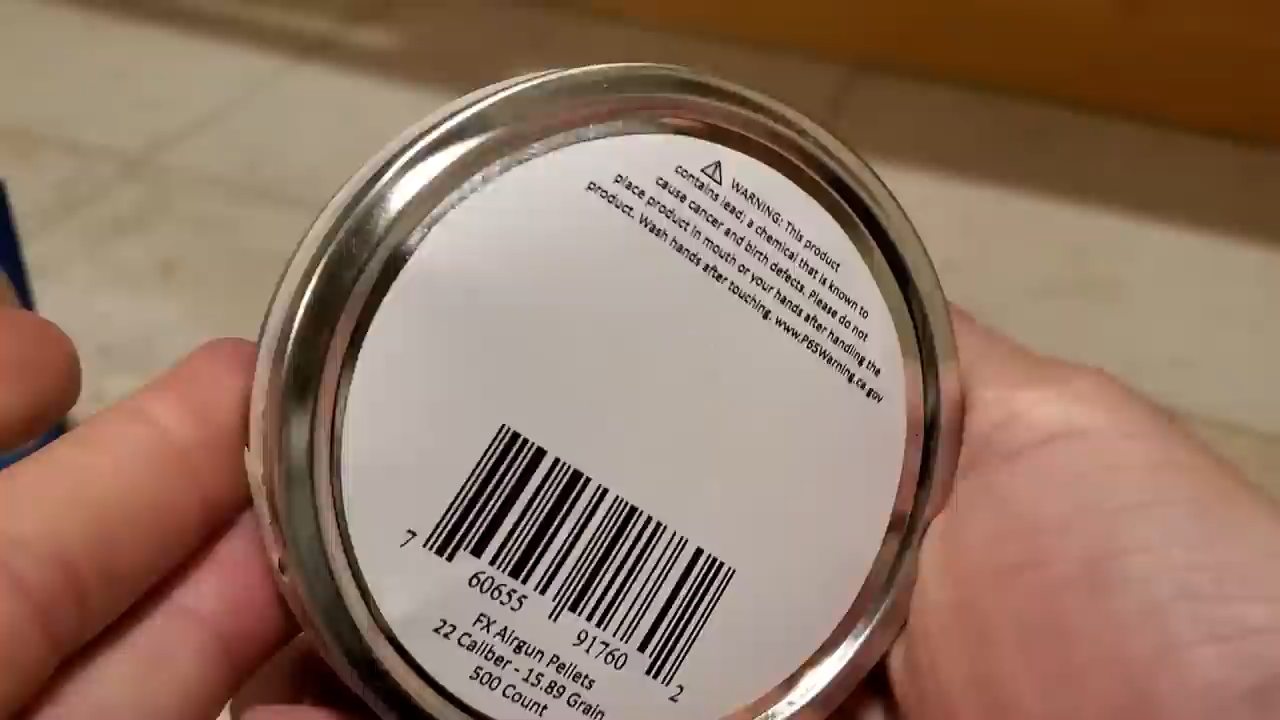 ⚠ WARNING: This product
contains lead, a chemical that is known to
cause cancer and birth defects. Please do not
place product in mouth or your hands after handling the
product. Wash hands after touching. www.P65Warning.ca.gov
7 60655 91760 2
FX Airgun Pellets
22 Caliber - 15.89 Grain
500 Count